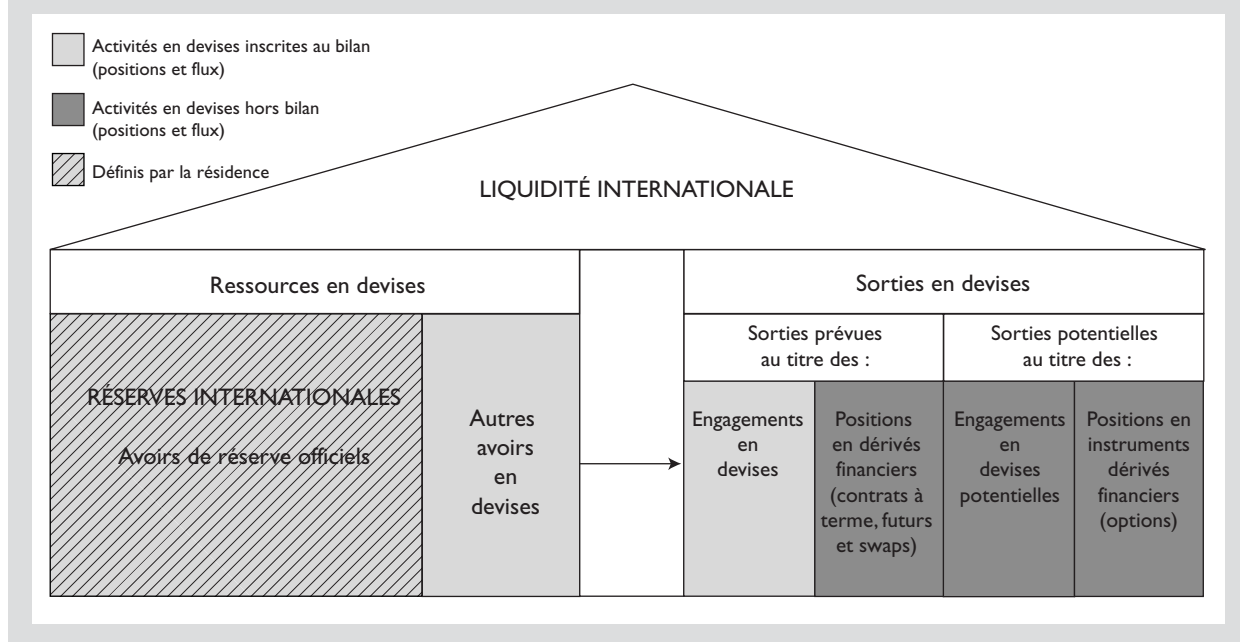 Activités en devises inscrites au bilan
(positions et flux)
Activités en devises hors bilan
(positions et flux)
Définis par la résidence
LIQUIDITÉ INTERNATIONALE
Ressources en devises
Sorties en devises
Sorties prévues
au titre des :
Sorties potentielles
au titre des :
RÉSERVES INTERNATIONALES
Avoirs de réserve officiels
Autres
avoirs
en
devises
Engagements
en
devises
Positions
en dérivés
financiers
(contrats à
terme, futurs
et swaps)
Engagements
en
devises
potentielles
Positions en
instruments
dérivés
financiers
(options)